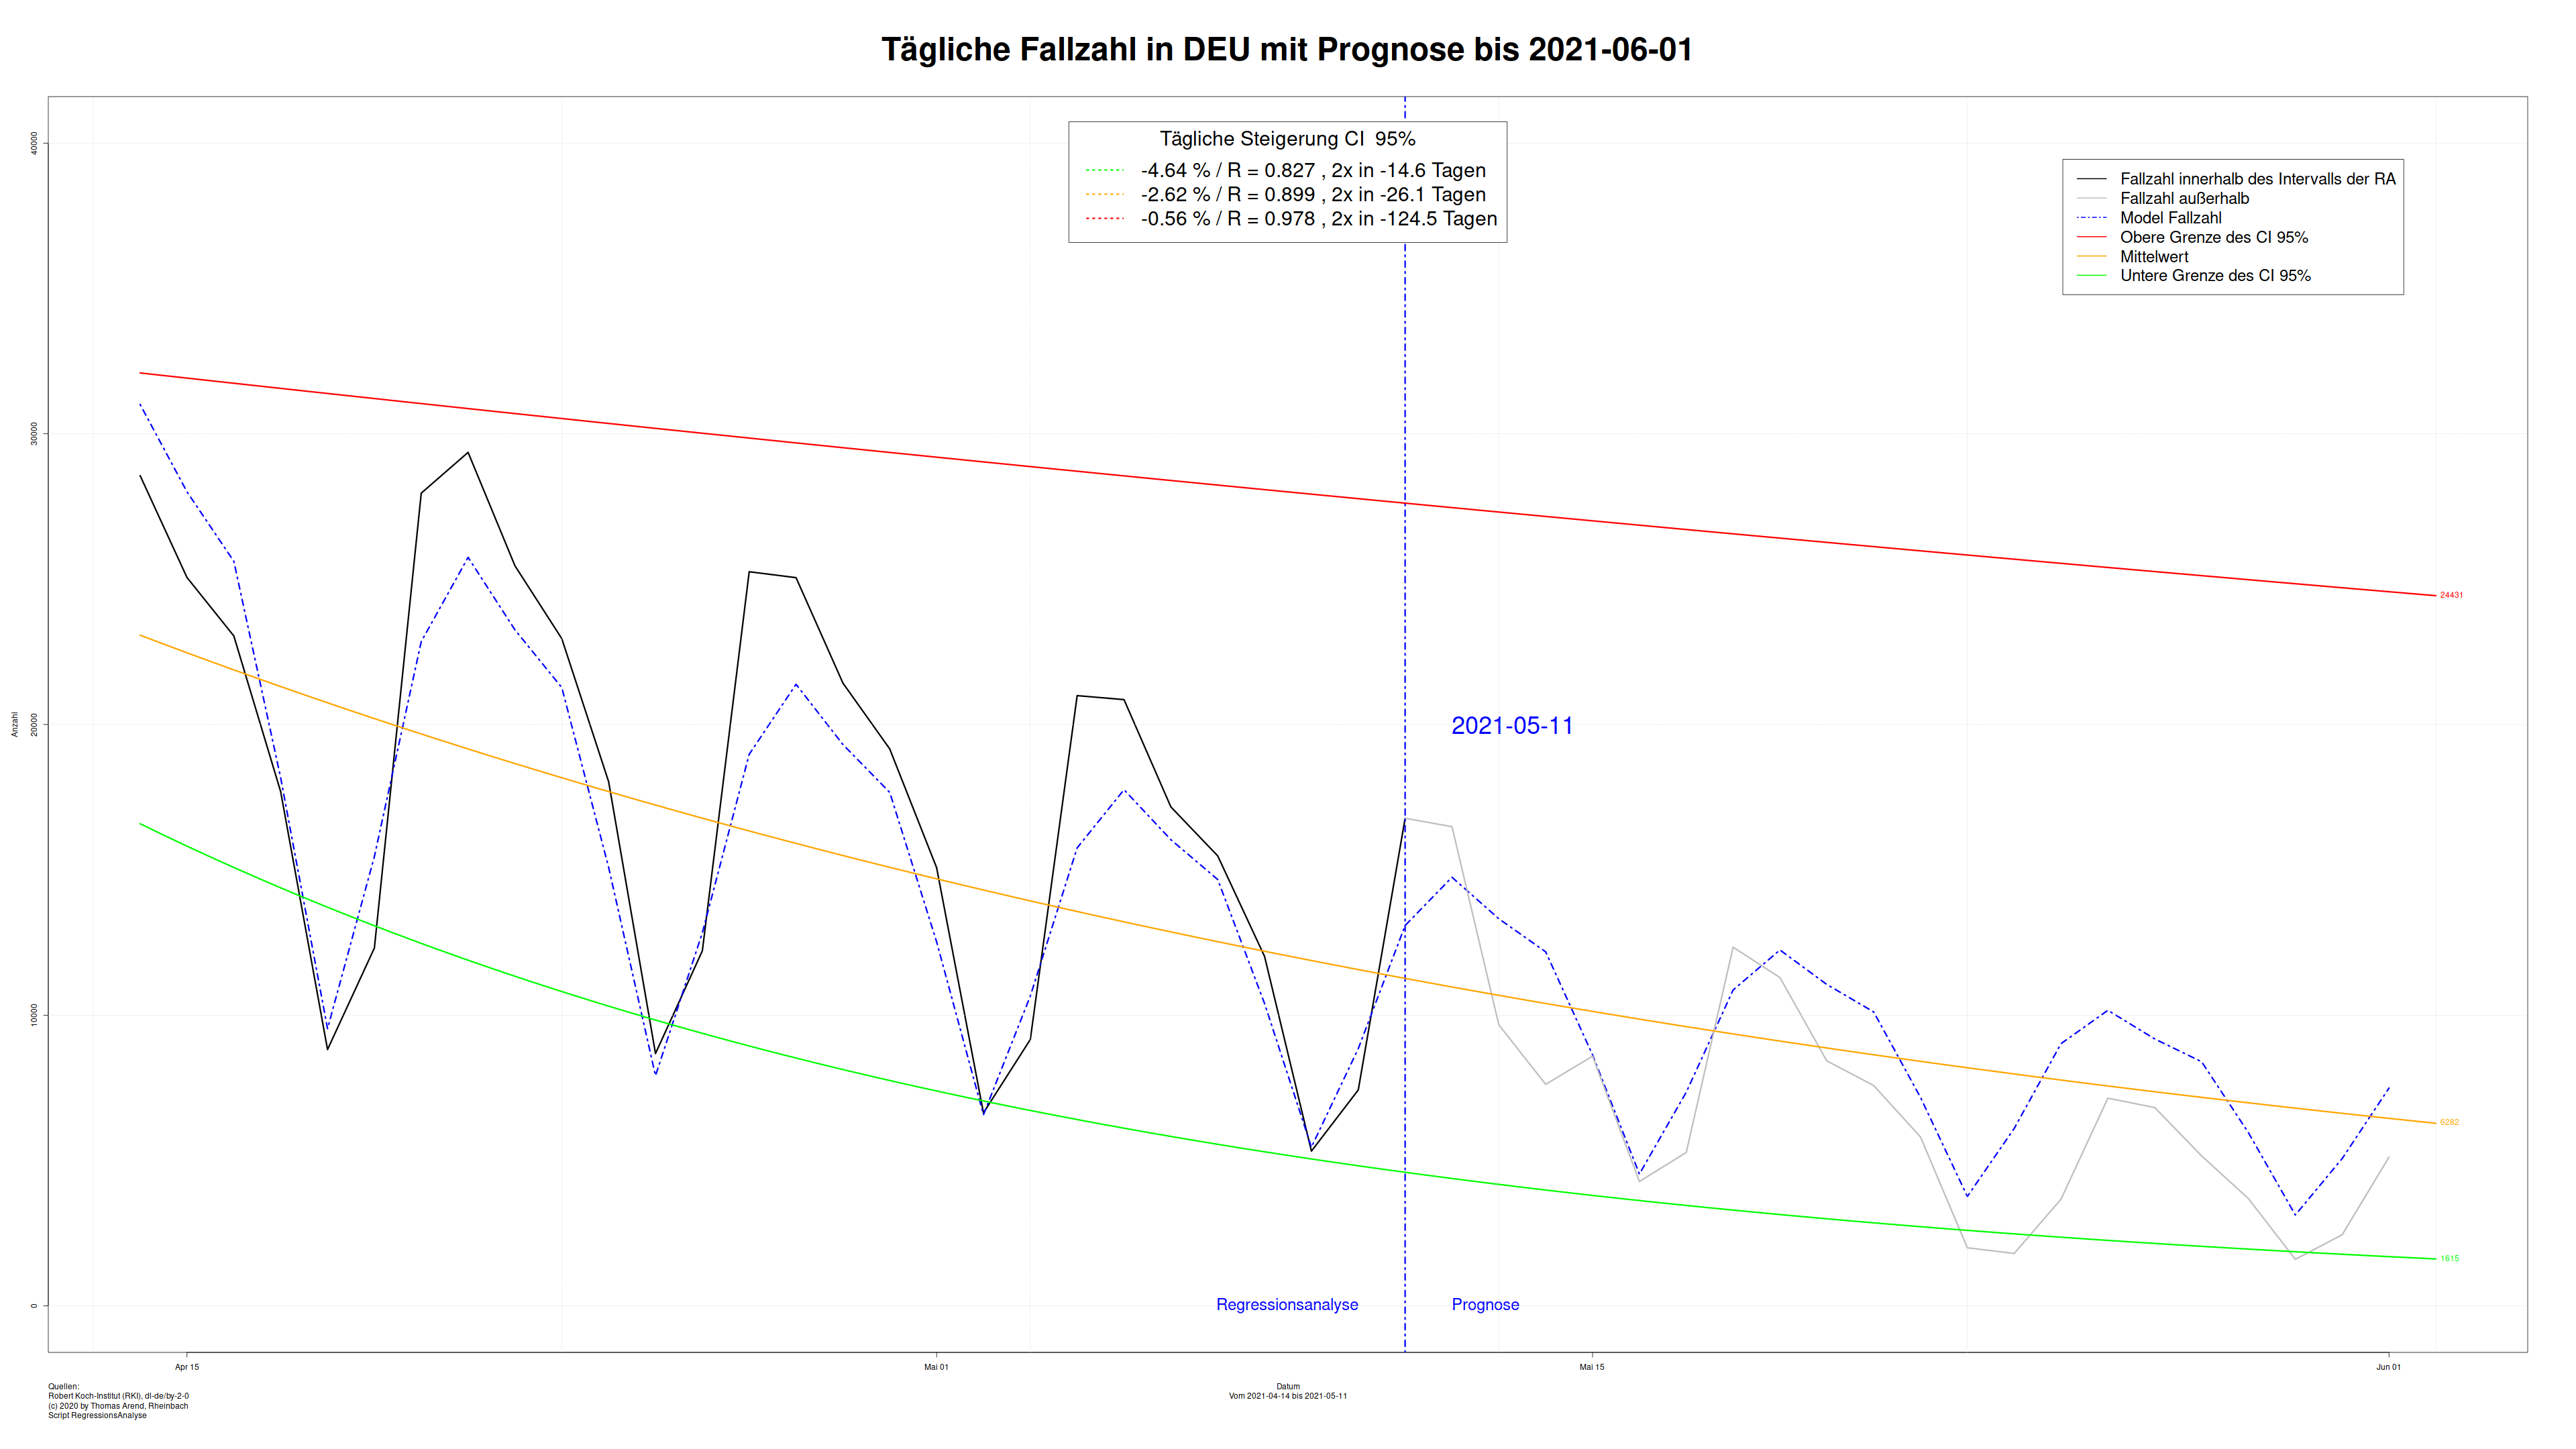 Tägliche Fallzahl in DEU mit Prognose bis 2021-06-01
Tägliche Steigerung CI  95%
-4.64 % / R = 0.827 , 2x in -14.6 Tagen
-2.62 % / R = 0.899 , 2x in -26.1 Tagen
-0.56 % / R = 0.978 , 2x in -124.5 Tagen
Fallzahl innerhalb des Intervalls der RA
Fallzahl außerhalb
Model Fallzahl
Obere Grenze des CI 95%
Mittelwert
Untere Grenze des CI 95%
40000
30000
20000
10000
0
Anzahl
24431
6282
1615
2021-05-11
Regressionsanalyse
Prognose
Apr 15
Mai 01
Mai 15
Jun 01
Datum
Vom 2021-04-14 bis 2021-05-11
Quellen:
Robert Koch-Institut (RKI), dl-de/by-2-0
(c) 2020 by Thomas Arend, Rheinbach
Script RegressionsAnalyse